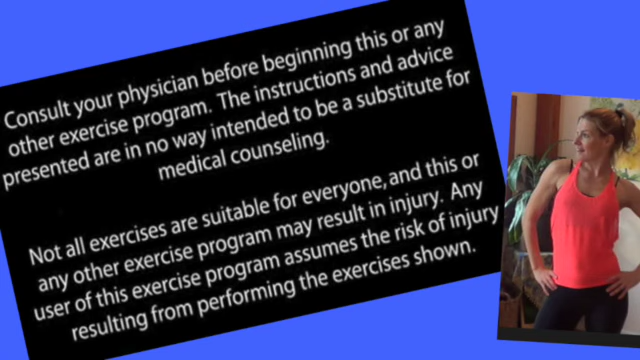 Consult your physician before beginning this or any
other exercise program. The instructions and advice
presented are in no way intended to be a substitute for
medical counseling.
Not all exercises are suitable for everyone, and this or
any other exercise program may result in injury. Any
user of this exercise program assumes the risk of injury
resulting from performing the exercises shown.